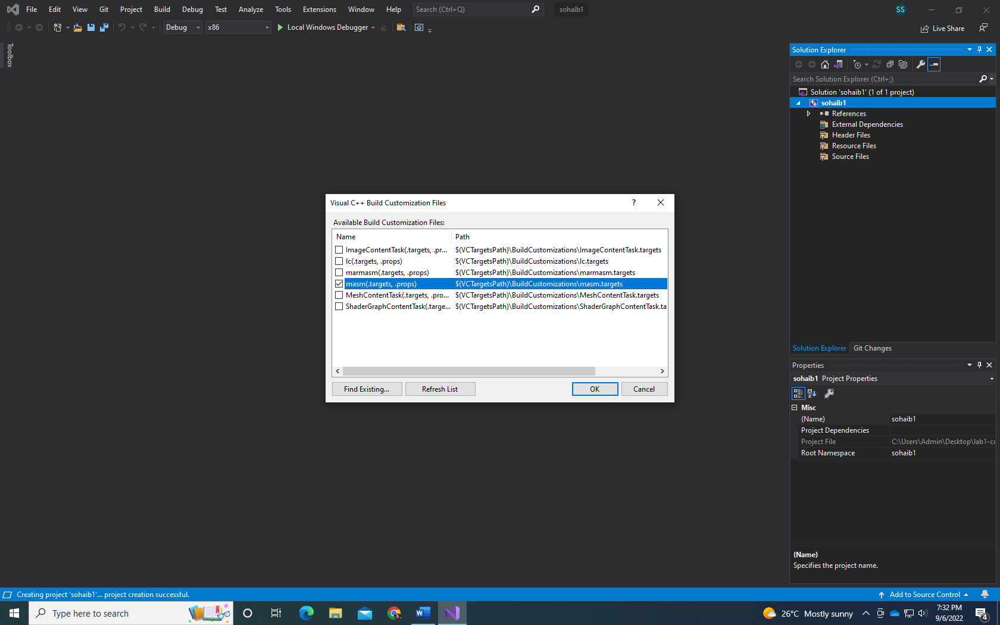 File Edit View Git Project Build Debug Test Analyze Tools Extensions Window Help Search (Ctrl+Q) sohaib1 SS
Debug x86 Local Windows Debugger Live Share
Toolbox
Solution Explorer
Search Solution Explorer (Ctrl+;)
Solution 'sohaib1' (1 of 1 project)
sohaib1
References
External Dependencies
Header Files
Resource Files
Source Files
Visual C++ Build Customization Files ?
Available Build Customization Files:
Name Path
ImageContentTask(.targets, .pr... $(VCTargetsPath)\BuildCustomizations\ImageContentTask.targets
lc(.targets, .props) $(VCTargetsPath)\BuildCustomizations\lc.targets
marmasm(.targets, .props) $(VCTargetsPath)\BuildCustomizations\marmasm.targets
masm(.targets, .props) $(VCTargetsPath)\BuildCustomizations\masm.targets
MeshContentTask(.targets, .pro... $(VCTargetsPath)\BuildCustomizations\MeshContentTask.targets
ShaderGraphContentTask(.targe... $(VCTargetsPath)\BuildCustomizations\ShaderGraphContentTask.ta
Find Existing... Refresh List OK Cancel
Solution Explorer Git Changes
Properties
sohaib1 Project Properties
Misc
(Name) sohaib1
Project Dependencies
Project File C:\Users\Admin\Desktop\lab1-co
Root Namespace sohaib1
(Name)
Specifies the project name.
Creating project 'sohaib1'... project creation successful. Add to Source Control
Type here to search 26°C Mostly sunny 7:32 PM
9/6/2022 4